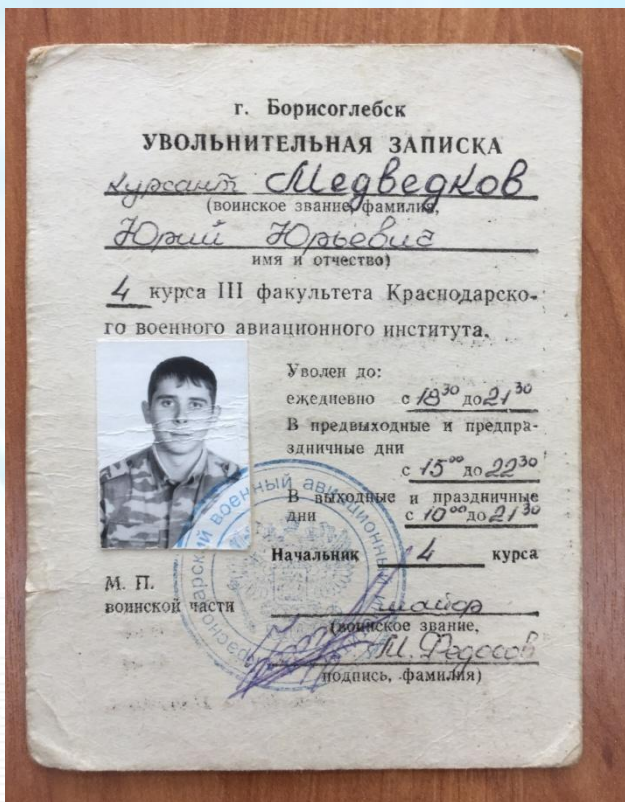 г. Борисоглебск
УВОЛЬНИТЕЛЬНАЯ ЗАПИСКА
курсант Медведков
(воинское звание, фамилия,
Юрий Юрьевич
имя и отчество)
4 курса III факультета Краснодарско-
го военного авиационного института.
Уволен до:
ежедневно с 18³⁰ до 21³⁰
В предвыходные и предпра-
здничные дни
с 15⁰⁰ до 22³⁰
В выходные и праздничные
дни с 10⁰⁰ до 21³⁰
Начальник 4 курса
М. П.
воинской части майор
(воинское звание,
М. Федосов
подпись, фамилия)